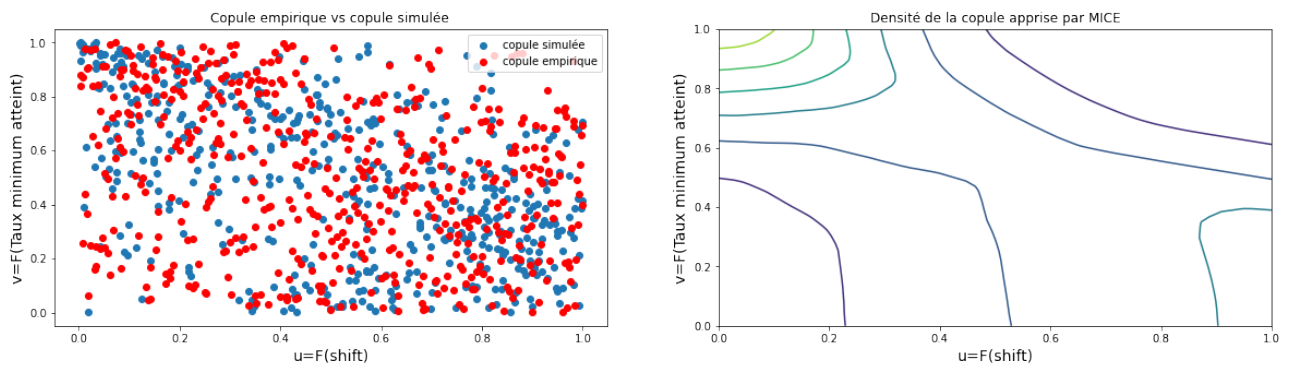 Copule empirique vs copule simulée
copule simulée
copule empirique
1.0
0.8
0.6
0.4
0.2
0.0
v=F(Taux minimum atteint)
0.0 0.2 0.4 0.6 0.8 1.0
u=F(shift)
Densité de la copule apprise par MICE
1.0
0.8
0.6
0.4
0.2
0.0
v=F(Taux minimum atteint)
0.0 0.2 0.4 0.6 0.8 1.0
u=F(shift)